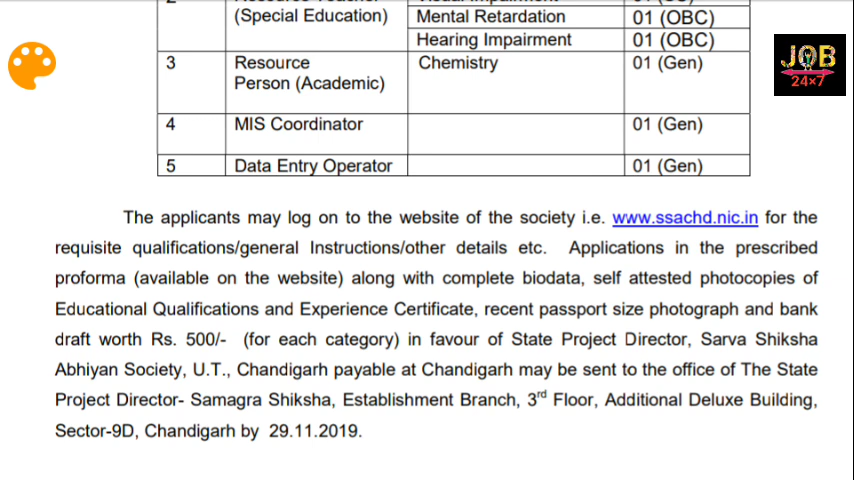 (Special Education)
Mental Retardation 01 (OBC)
Hearing Impairment 01 (OBC)
3 Resource Chemistry 01 (Gen)
Person (Academic)
4 MIS Coordinator 01 (Gen)
5 Data Entry Operator 01 (Gen)
JOB
24×7
The applicants may log on to the website of the society i.e. www.ssachd.nic.in for the
requisite qualifications/general Instructions/other details etc. Applications in the prescribed
proforma (available on the website) along with complete biodata, self attested photocopies of
Educational Qualifications and Experience Certificate, recent passport size photograph and bank
draft worth Rs. 500/- (for each category) in favour of State Project Director, Sarva Shiksha
Abhiyan Society, U.T., Chandigarh payable at Chandigarh may be sent to the office of The State
Project Director- Samagra Shiksha, Establishment Branch, 3rd Floor, Additional Deluxe Building,
Sector-9D, Chandigarh by 29.11.2019.